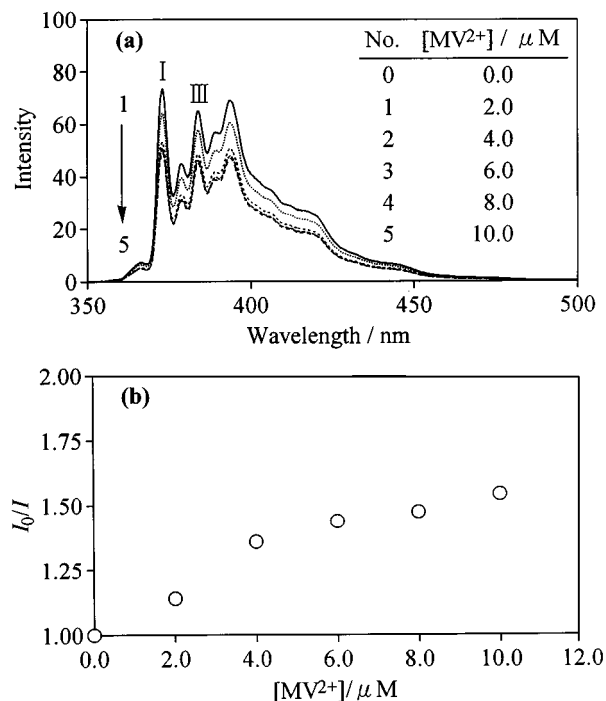 (a)
No. [MV²⁺] / μM
0 0.0
1 2.0
2 4.0
3 6.0
4 8.0
5 10.0
I
III
1
5
100
80
60
40
20
0
Intensity
350 400 450 500
Wavelength / nm
(b)
2.00
1.75
1.50
1.25
1.00
I₀/I
0.0 2.0 4.0 6.0 8.0 10.0 12.0
[MV²⁺]/ μM